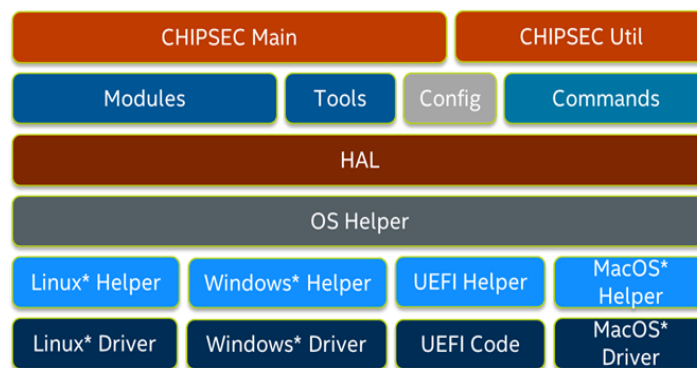 CHIPSEC Main
CHIPSEC Util
Modules
Tools
Config
Commands
HAL
OS Helper
Linux* Helper
Windows* Helper
UEFI Helper
MacOS*
Helper
Linux* Driver
Windows* Driver
UEFI Code
MacOS*
Driver